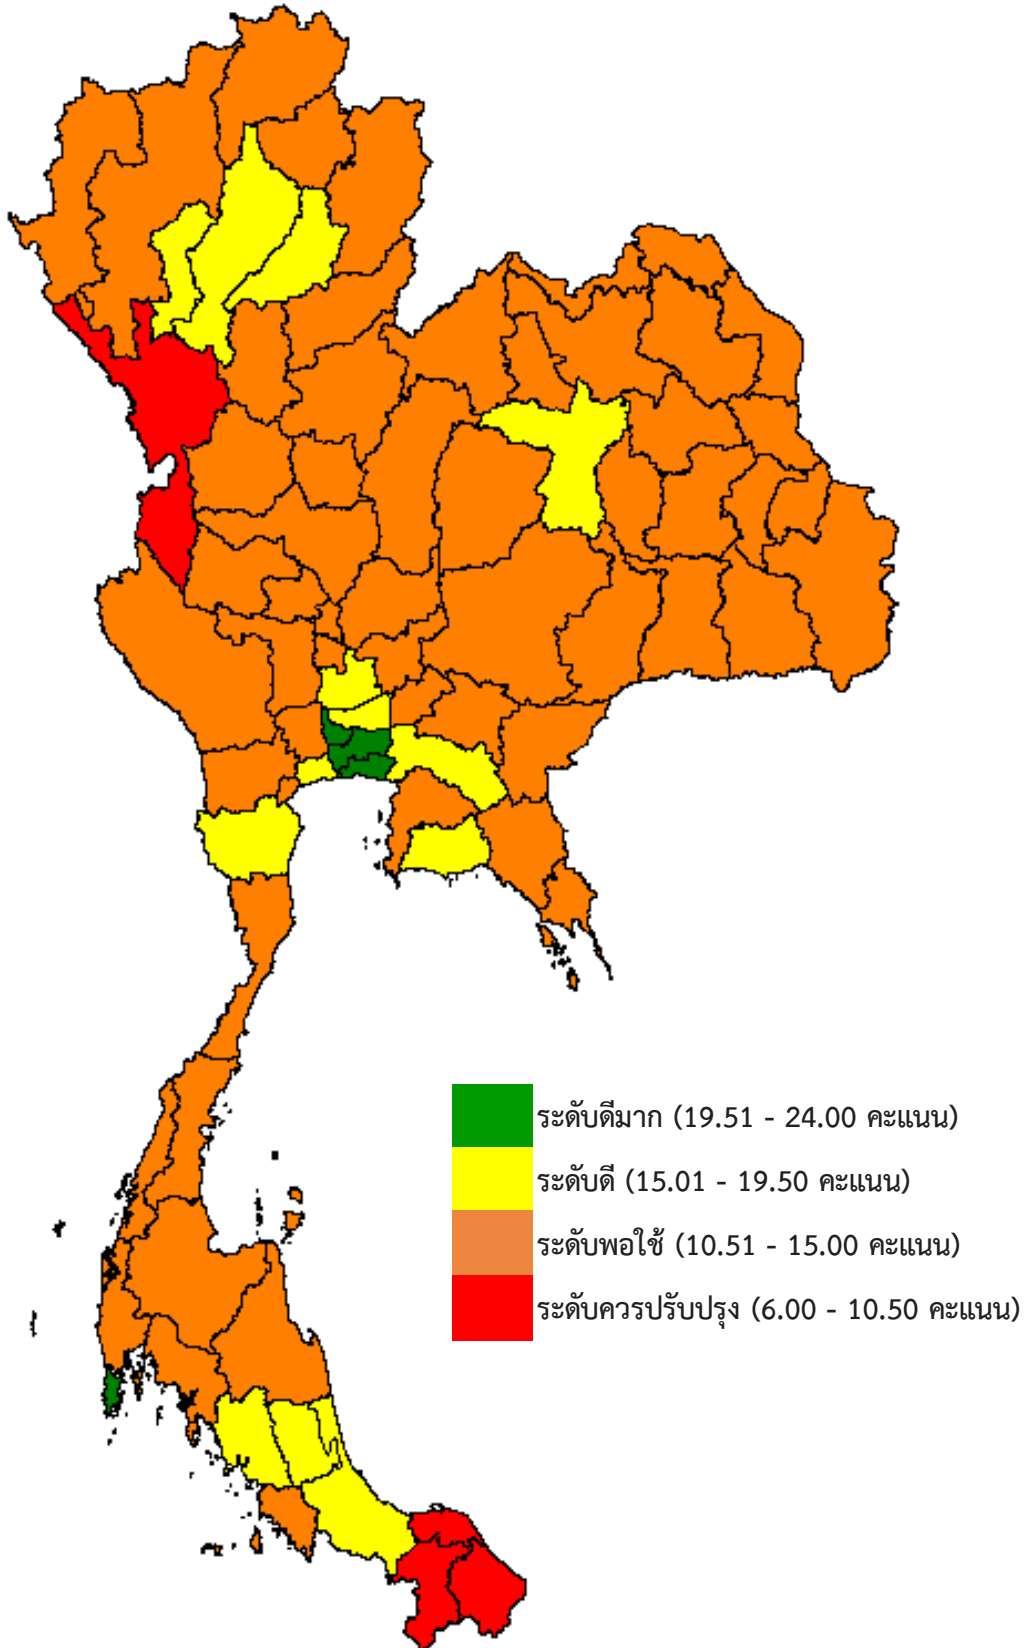 ระดับดีมาก (19.51 - 24.00 คะแนน)
ระดับดี (15.01 - 19.50 คะแนน)
ระดับพอใช้ (10.51 - 15.00 คะแนน)
ระดับควรปรับปรุง (6.00 - 10.50 คะแนน)